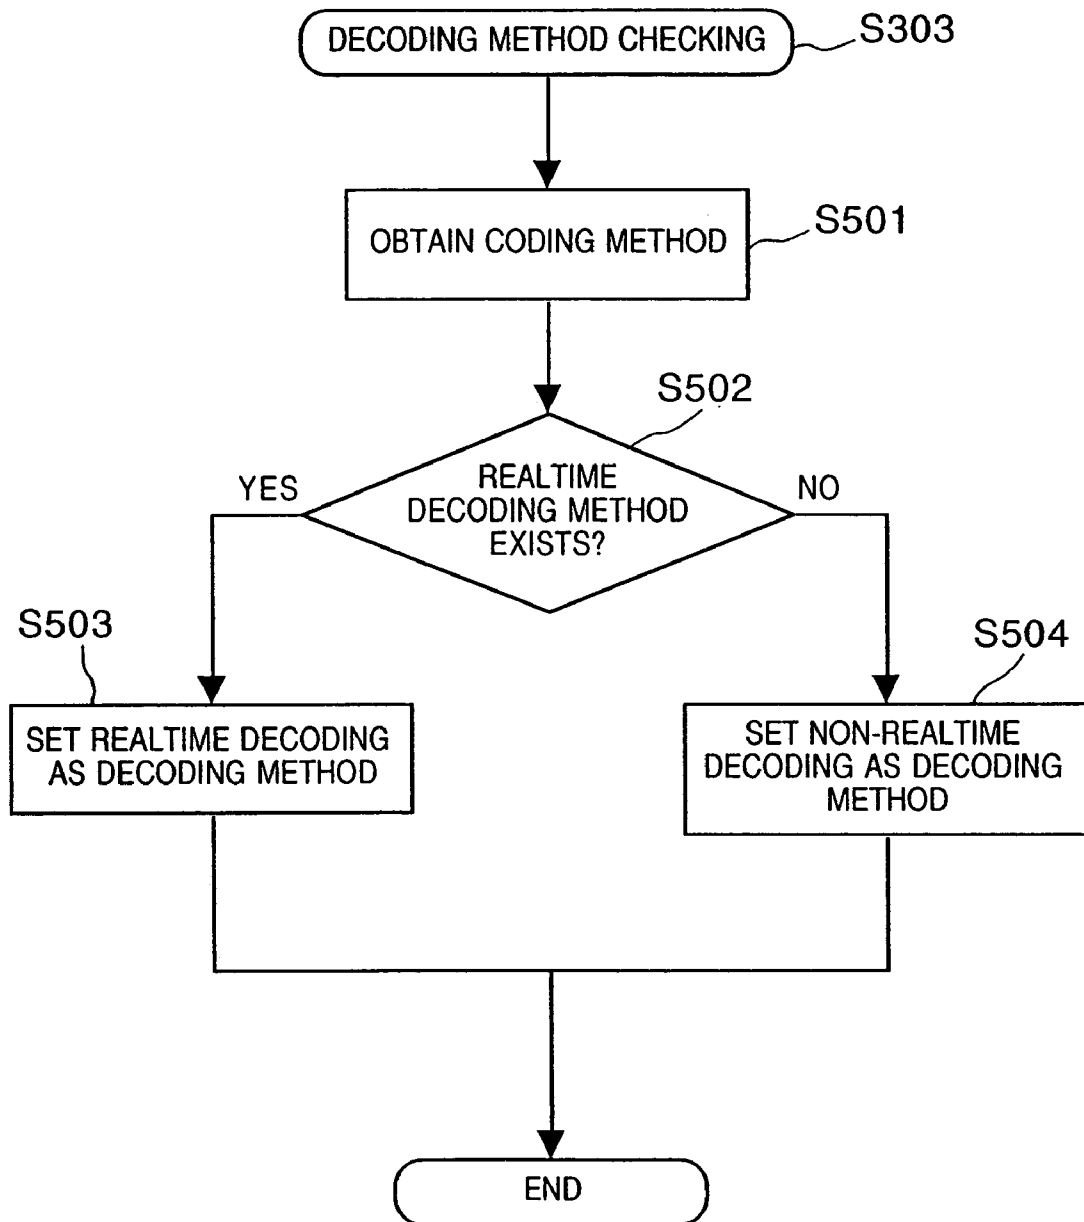 DECODING METHOD CHECKING
S303
OBTAIN CODING METHOD
S501
S502
REALTIME
DECODING METHOD
EXISTS?
YES
NO
S503
SET REALTIME DECODING
AS DECODING METHOD
S504
SET NON-REALTIME
DECODING AS DECODING
METHOD
END